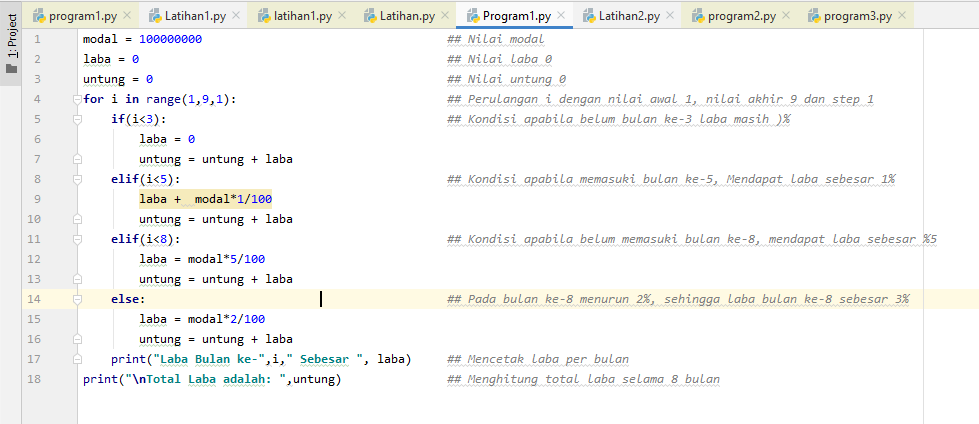 program1.py × Latihan1.py × latihan1.py × Latihan.py × Program1.py × Latihan2.py × program2.py × program3.py ×
1: Project
1 modal = 100000000 ## Nilai modal
2 laba = 0 ## Nilai laba 0
3 untung = 0 ## Nilai untung 0
4 for i in range(1,9,1): ## Perulangan i dengan nilai awal 1, nilai akhir 9 dan step 1
5 if(i<3): ## Kondisi apabila belum bulan ke-3 laba masih )%
6 laba = 0
7 untung = untung + laba
8 elif(i<5): ## Kondisi apabila memasuki bulan ke-5, Mendapat laba sebesar 1%
9 laba +  modal*1/100
10 untung = untung + laba
11 elif(i<8): ## Kondisi apabila belum memasuki bulan ke-8, mendapat laba sebesar %5
12 laba = modal*5/100
13 untung = untung + laba
14 else: ## Pada bulan ke-8 menurun 2%, sehingga laba bulan ke-8 sebesar 3%
15 laba = modal*2/100
16 untung = untung + laba
17 print("Laba Bulan ke-",i," Sebesar ", laba) ## Mencetak laba per bulan
18 print("\nTotal Laba adalah: ",untung) ## Menghitung total laba selama 8 bulan